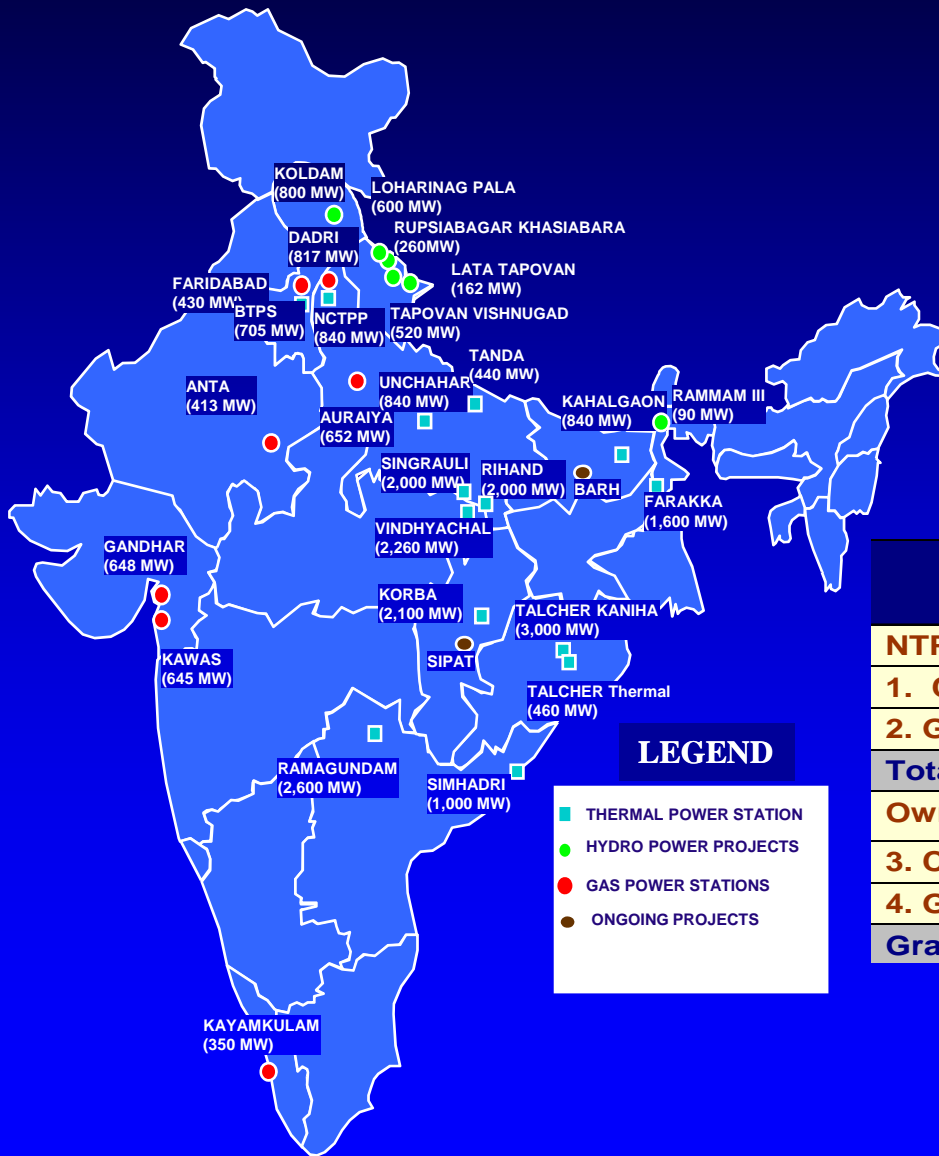 KOLDAM
(800 MW)
LOHARINAG PALA
(600 MW)
RUPSIABAGAR KHASIABARA
(260MW)
DADRI
(817 MW)
LATA TAPOVAN
(162 MW)
FARIDABAD
(430 MW)
BTPS
(705 MW)
NCTPP
(840 MW)
TAPOVAN VISHNUGAD
(520 MW)
TANDA
(440 MW)
ANTA
(413 MW)
UNCHAHAR
(840 MW)
KAHALGAON
(840 MW)
RAMMAM III
(90 MW)
AURAIYA
(652 MW)
SINGRAULI
(2,000 MW)
RIHAND
(2,000 MW)
BARH
FARAKKA
(1,600 MW)
VINDHYACHAL
(2,260 MW)
GANDHAR
(648 MW)
KORBA
(2,100 MW)
TALCHER KANIHA
(3,000 MW)
SIPAT
KAWAS
(645 MW)
TALCHER Thermal
(460 MW)
RAMAGUNDAM
(2,600 MW)
SIMHADRI
(1,000 MW)
KAYAMKULAM
(350 MW)
LEGEND
THERMAL POWER STATION
HYDRO POWER PROJECTS
GAS POWER STATIONS
ONGOING PROJECTS
1.
2. G
3.
4. G